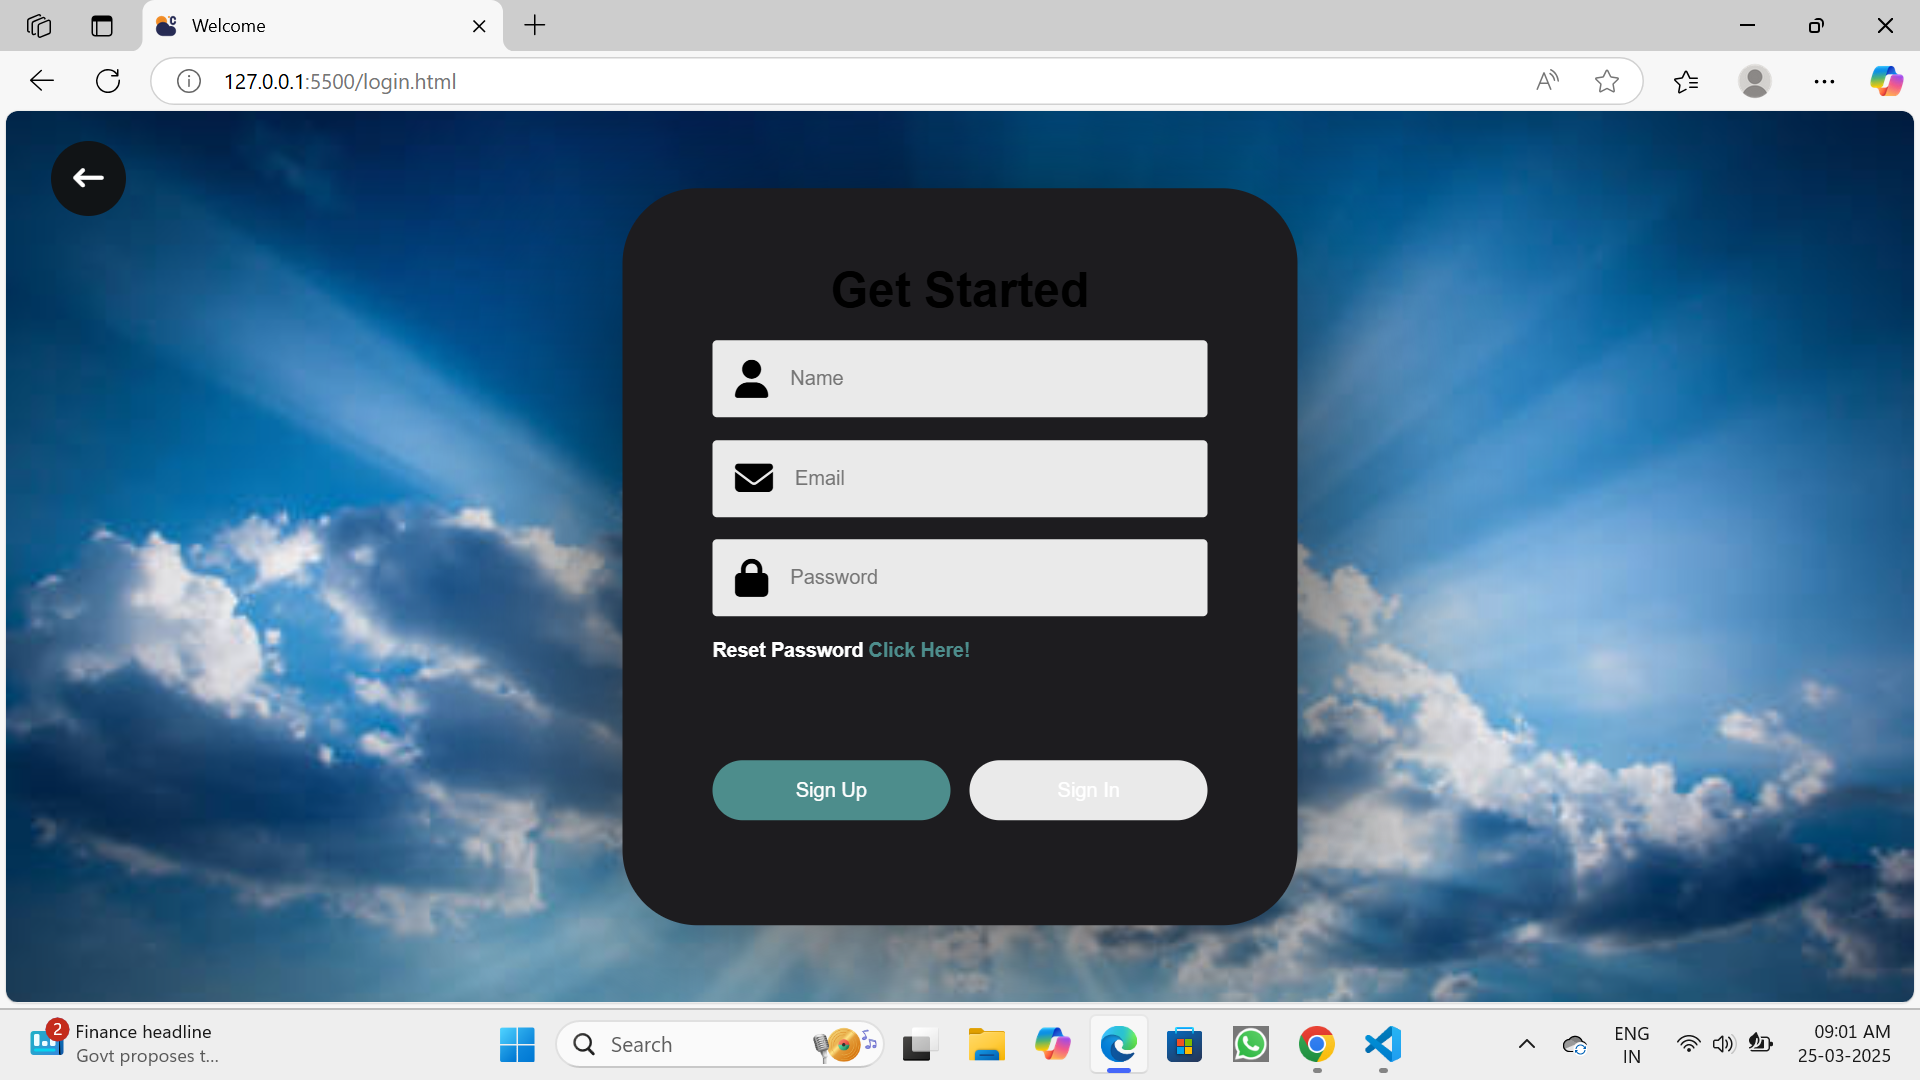 Welcome
127.0.0.1:5500/login.html
Get Started
Name
Email
Password
Reset Password Click Here!
Sign Up
Sign In
2
Finance headline
Govt proposes t...
Search
ENG
IN
09:01 AM
25-03-2025